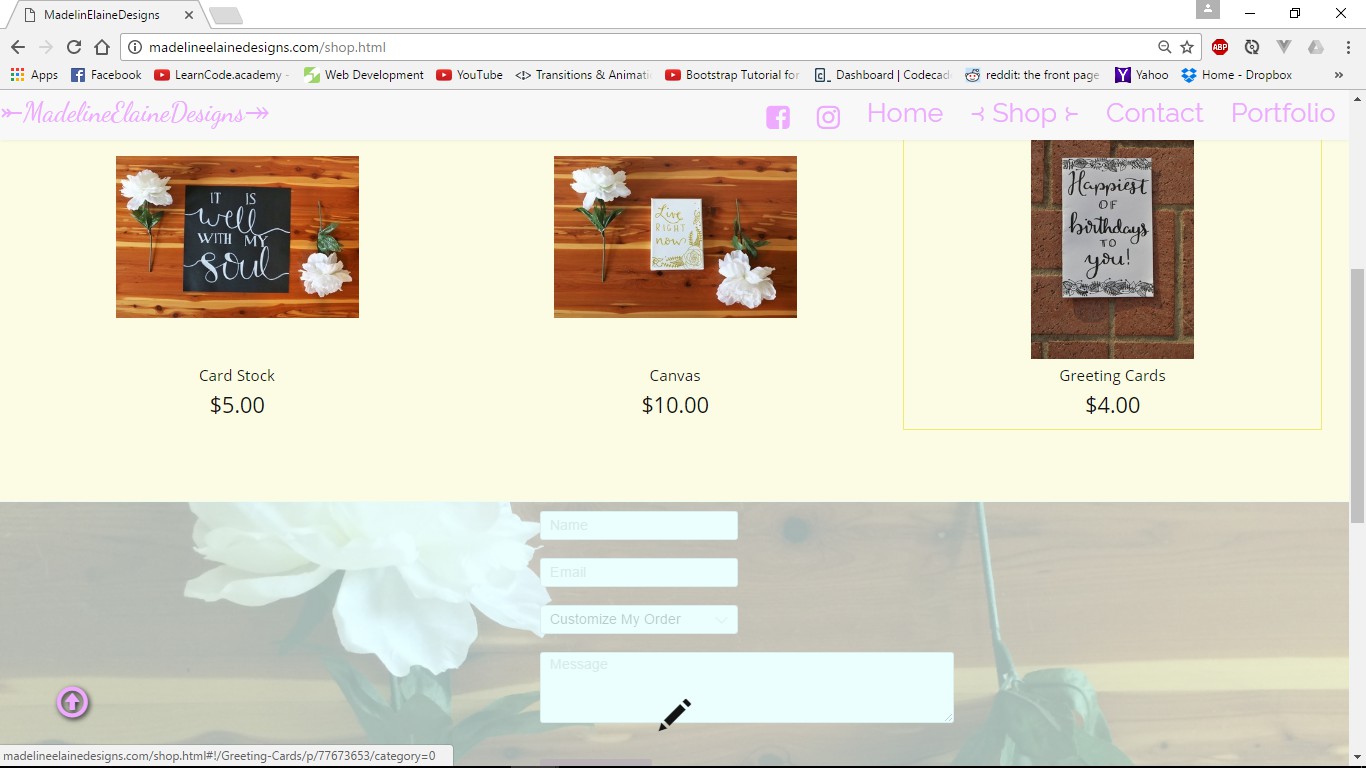 MadelinElaineDesigns
madelineelainedesigns.com/shop.html
ABP
Apps Facebook LearnCode.academy - Web Development YouTube <> Transitions & Animati Bootstrap Tutorial for Dashboard | Codecad reddit: the front page Yahoo Home - Dropbox »
MadelineElaineDesigns Home Shop Contact Portfolio
IT IS
well
WITH MY
soul
Live
RIGHT
now
Happiest
OF
birthdays
TO
you!
Card Stock
$5.00
Canvas
$10.00
Greeting Cards
$4.00
Name
Email
Customize My Order
Message
madelineelainedesigns.com/shop.html#!/Greeting-Cards/p/77673653/category=0